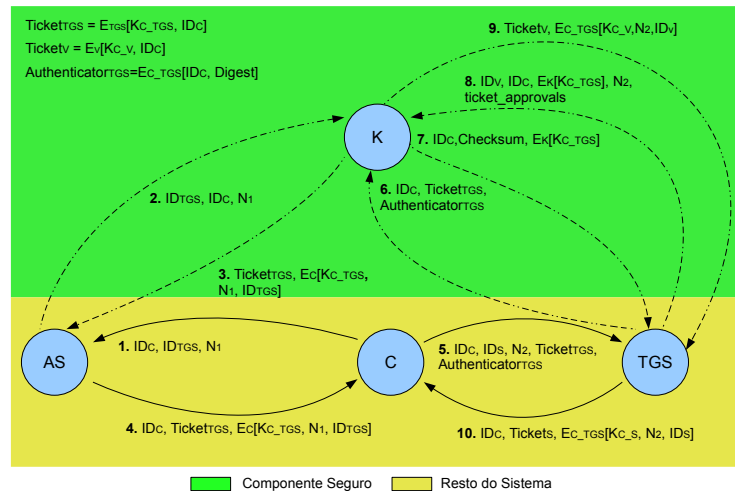 TicketTGS = ETGS[KC_TGS, IDC]
TicketV = EV[KC_V, IDC]
AuthenticatorTGS=EC_TGS[IDC, Digest]
9. TicketV, EC_TGS[KC_V,N2,IDV]
8. IDV, IDC, EK[KC_TGS], N2,
ticket_approvals
K
7. IDC,Checksum, EK[KC_TGS]
2. IDTGS, IDC, N1
6. IDC, TicketTGS,
AuthenticatorTGS
3. TicketTGS, EC[KC_TGS,
N1, IDTGS]
1. IDC, IDTGS, N1
5. IDC, IDS, N2, TicketTGS,
AuthenticatorTGS
AS
C
TGS
4. IDC, TicketTGS, EC[KC_TGS, N1, IDTGS]
10. IDC, TicketS, EC_TGS[KC_S, N2, IDS]
Componente Seguro
Resto do Sistema